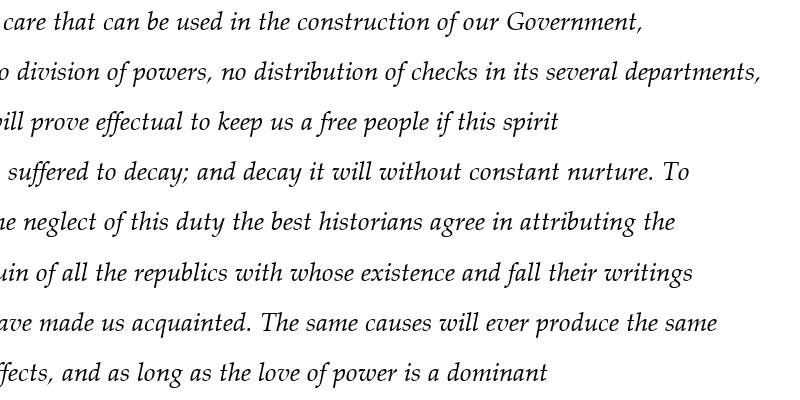 care that can be used in the construction of our Government,
division of powers, no distribution of checks in its several departments,
prove effectual to keep us a free people if this spirit
suffered to decay; and decay it will without constant nurture. To
neglect of this duty the best historians agree in attributing the
of all the republics with whose existence and fall their writings
made us acquainted. The same causes will ever produce the same
and as long as the love of power is a dominant